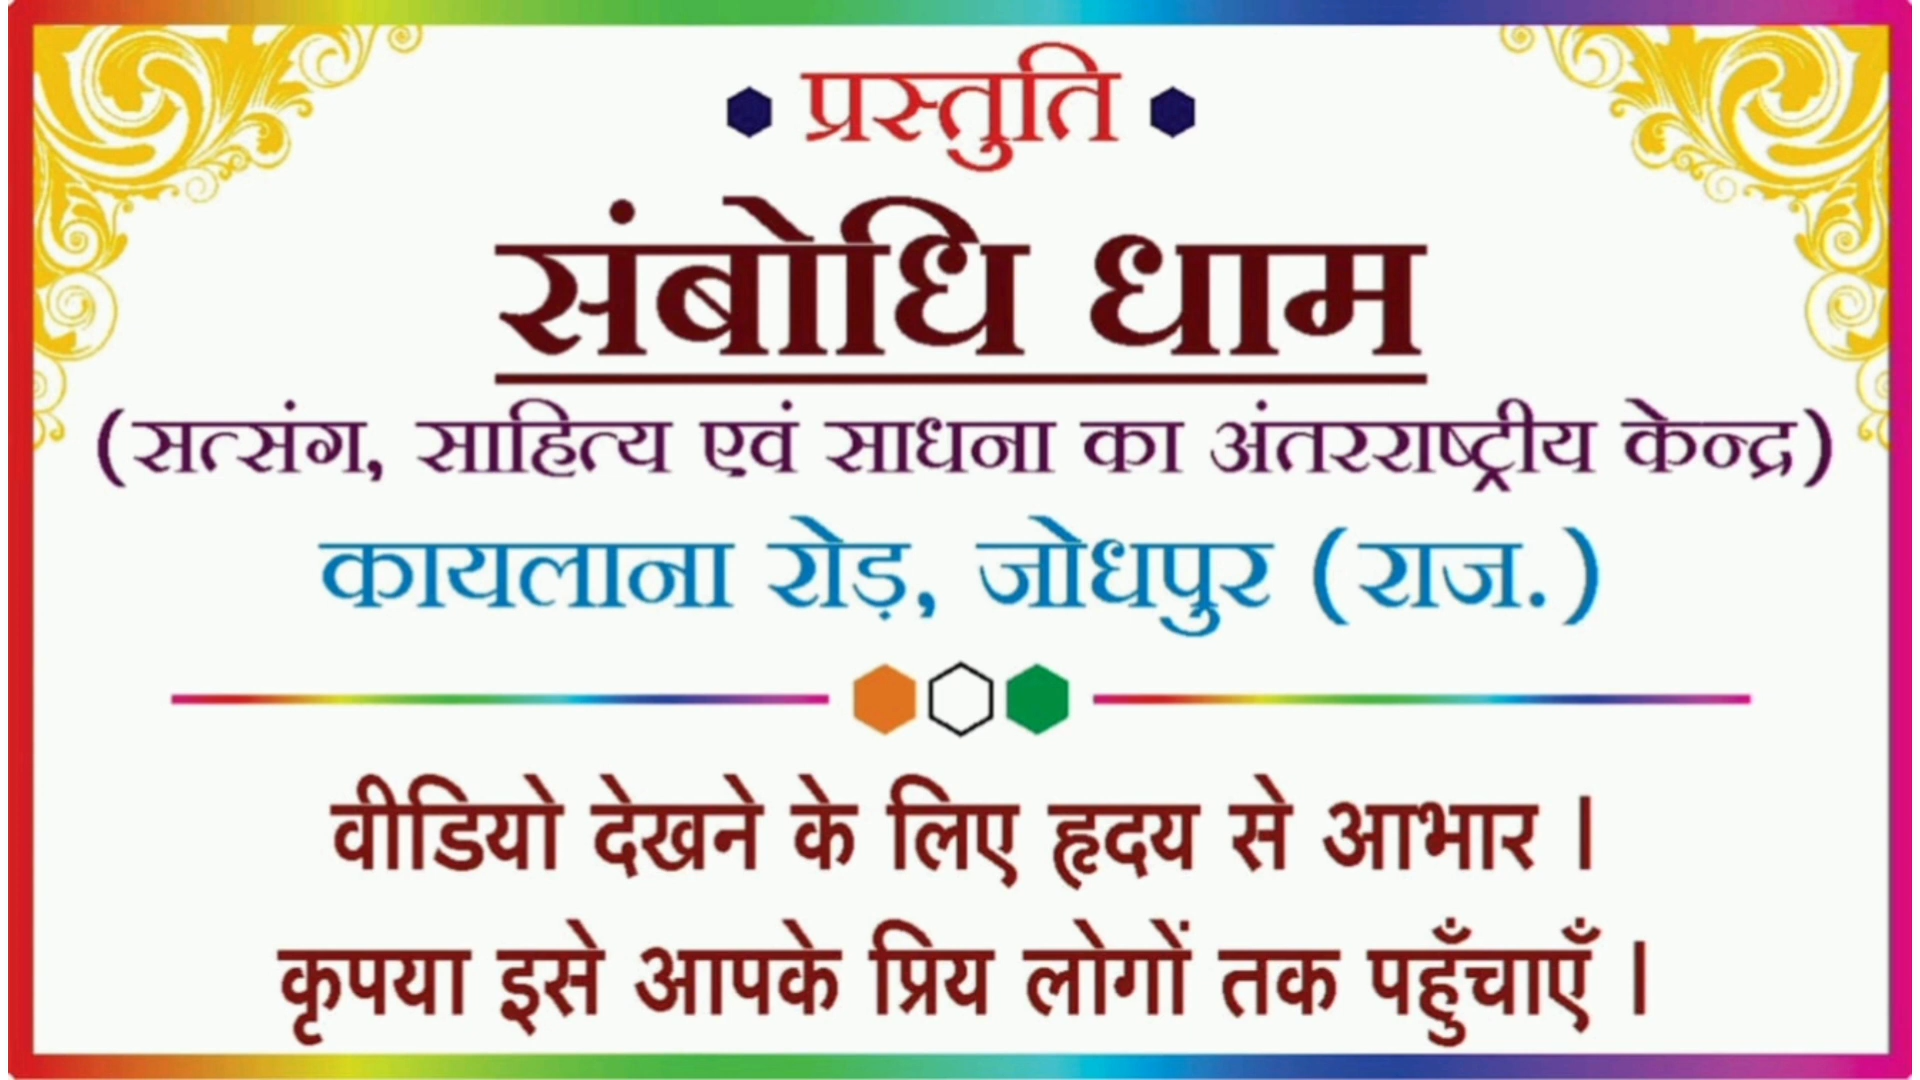 प्रस्तुति
संबोधि धाम
(सत्संग, साहित्य एवं साधना का अंतरराष्ट्रीय केन्द्र)
कायलाना रोड़, जोधपुर (राज.)
वीडियो देखने के लिए हृदय से आभार ।
कृपया इसे आपके प्रिय लोगों तक पहुँचाएँ ।